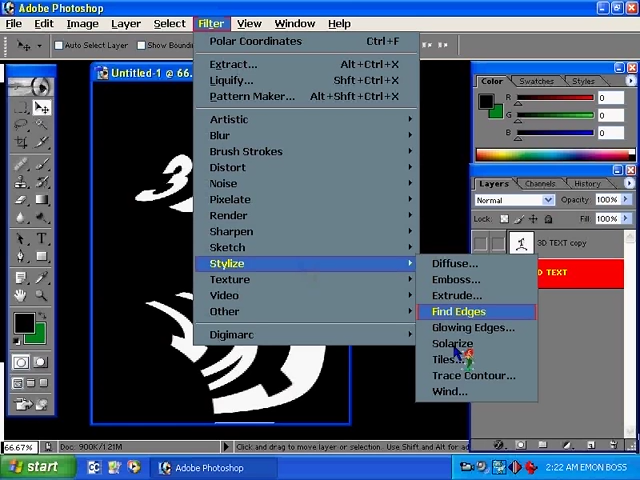 Adobe Photoshop
File Edit Image Layer Select Filter View Window Help
Auto Select Layer Show Bound
Polar Coordinates Ctrl+F
Extract... Alt+Ctrl+X
Liquify... Shft+Ctrl+X
Pattern Maker... Alt+Shft+Ctrl+X
Artistic
Blur
Brush Strokes
Distort
Noise
Pixelate
Render
Sharpen
Sketch
Stylize
Texture
Video
Other
Digimarc
Diffuse...
Emboss...
Extrude...
Find Edges
Glowing Edges...
Solarize
Tiles...
Trace Contour...
Wind...
Untitled-1 @ 66.
Color Swatches Styles
R 0
G 0
B 0
Layers Channels History
Normal Opacity: 100%
Lock: Fill: 100%
3D TEXT copy
D TEXT
66.67% Doc: 900K/1.21M Click and drag to move layer or selection. Use Shift and Alt for ad
start Adobe Photoshop 2:22 AM EMON BOSS